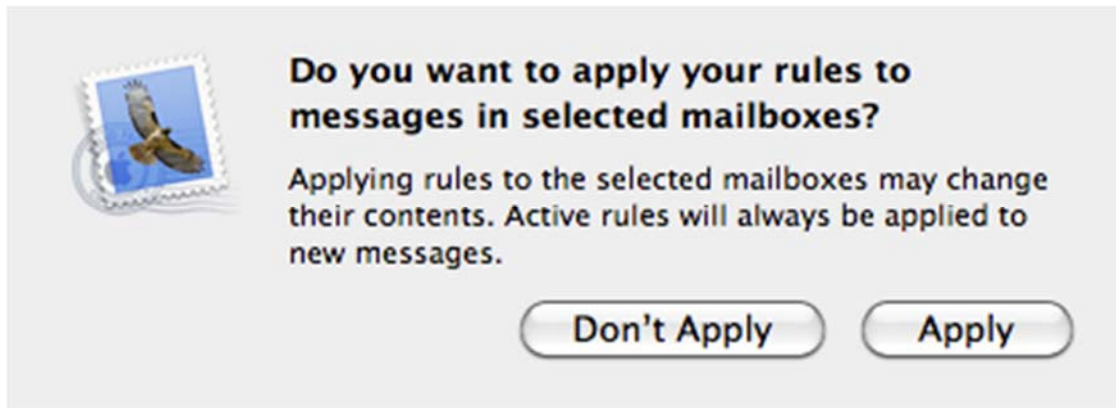 Do you want to apply your rules to
messages in selected mailboxes?
Applying rules to the selected mailboxes may change
their contents. Active rules will always be applied to
new messages.
Don't Apply
Apply